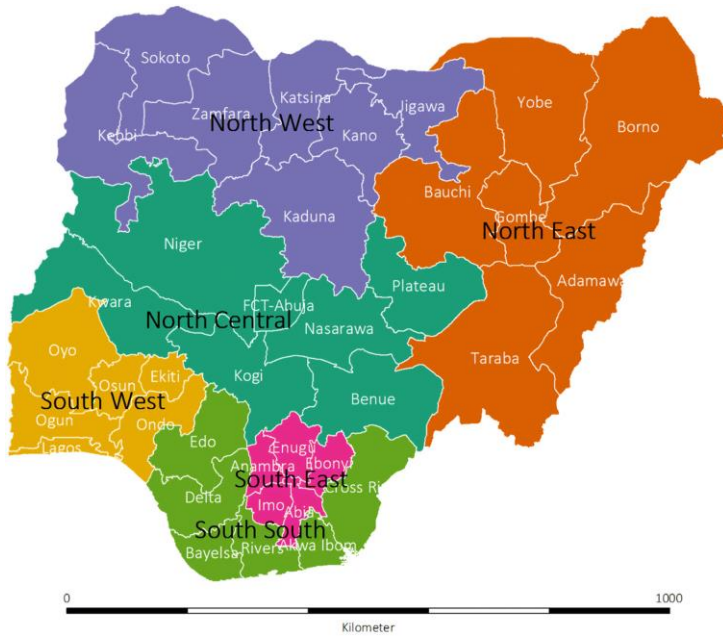 Sokoto
Katsina
Zamfara
Jigawa
Yobe
North West
Kebbi
Kano
Borno
Bauchi
Kaduna
Gombe
North East
Niger
Adamawa
Plateau
Kwara
FCT-Abuja
North Central
Nasarawa
Oyo
Taraba
Ekiti
Kogi
Osun
Benue
South West
Ogun
Ondo
Edo
Enugu
Lagos
Anambra
Ebonyi
South East
Cross Ri
Delta
Imo
Abia
South South
Bayelsa
Rivers
Akwa Ibom
0 1000
Kilometer